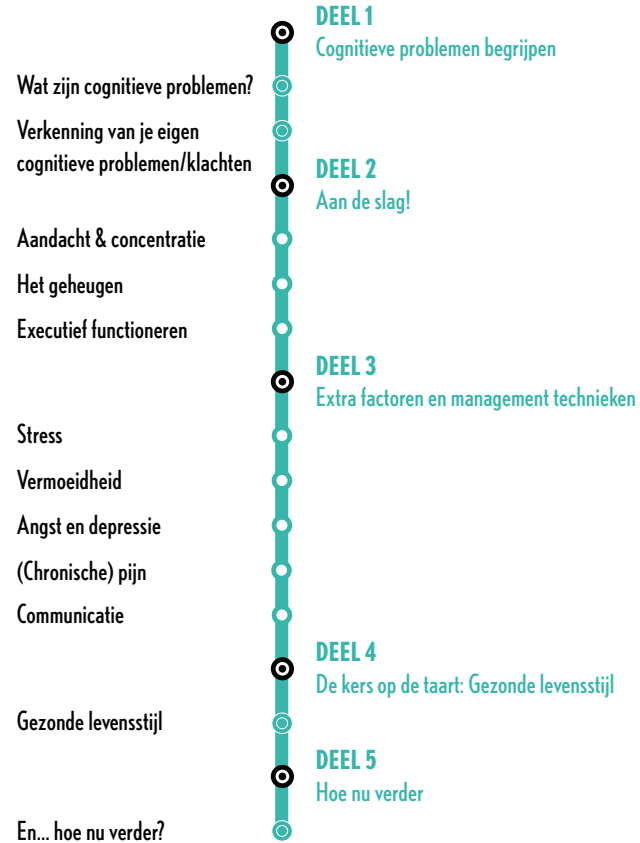 DEEL 1
Cognitieve problemen begrijpen
Wat zijn cognitieve problemen?
Verkenning van je eigen
cognitieve problemen/klachten
DEEL 2
Aan de slag!
Aandacht & concentratie
Het geheugen
Executief functioneren
DEEL 3
Extra factoren en management technieken
Stress
Vermoeidheid
Angst en depressie
(Chronische) pijn
Communicatie
DEEL 4
De kers op de taart: Gezonde levensstijl
Gezonde levensstijl
DEEL 5
Hoe nu verder
En... hoe nu verder?